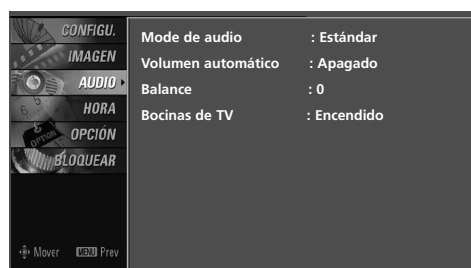 CONFIGU.
IMAGEN
AUDIO
HORA
OPCIÓN
BLOQUEAR
Mover MENU Prev
Mode de audio : Estándar
Volumen automático : Apagado
Balance : 0
Bocinas de TV : Encendido